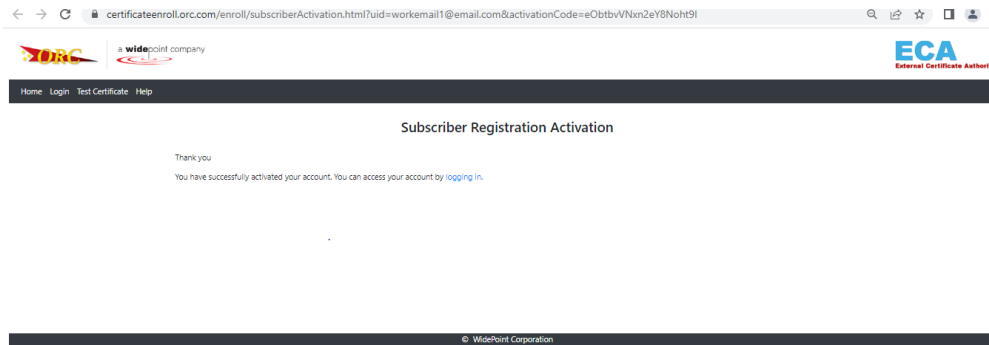 certificateenroll.orc.com/enroll/subscriberActivation.html?uid=workemail1@email.com&activationCode=eObtbvVNxn2eY8Noht9I
ORC a widepoint company
ECA
External Certificate Authori
Home Login Test Certificate Help
Subscriber Registration Activation
Thank you
You have successfully activated your account. You can access your account by logging in.
© WidePoint Corporation